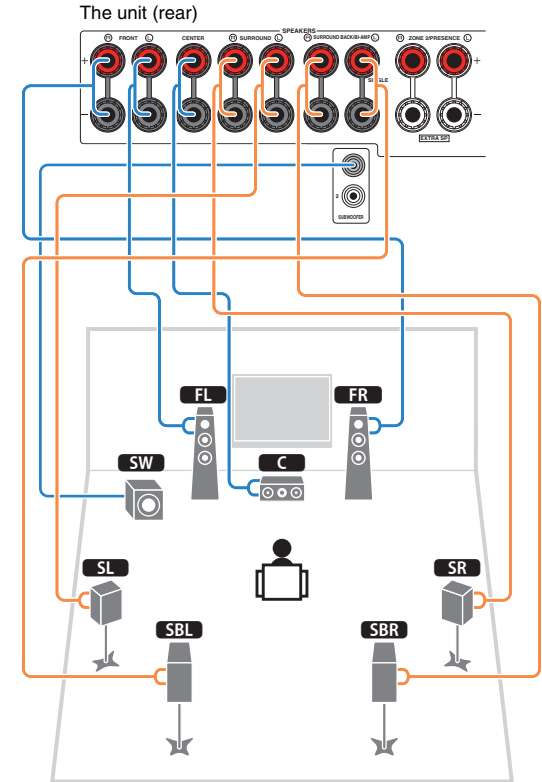 The unit (rear)
SPEAKERS
R FRONT L CENTER R SURROUND L R SURROUND BACK/BI-AMP L R ZONE 2/PRESENCE L
+ +
SINGLE
- -
EXTRA SP
2
SUBWOOFER
FL FR
SW C
SL SR
SBL SBR